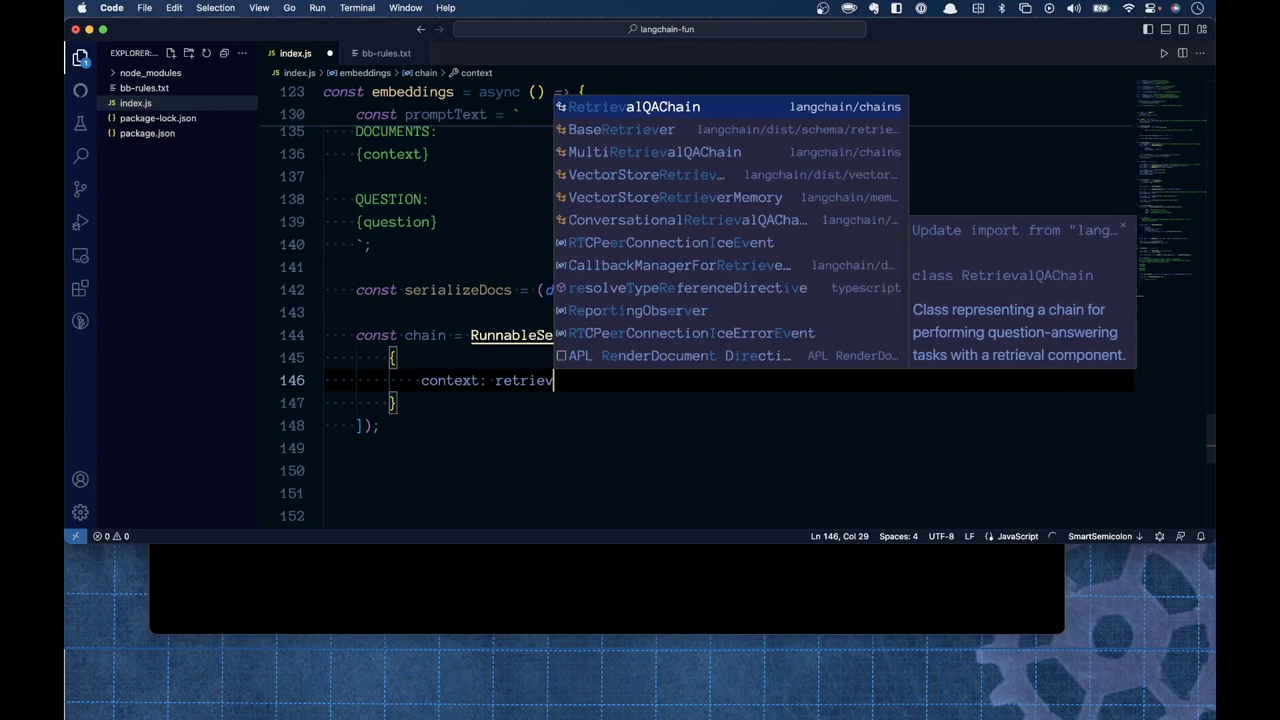 Code File Edit Selection View Go Run Terminal Window Help
langchain-fun
EXPLORER:...
index.js
bb-rules.txt
index.js > embeddings > chain > context
node_modules
bb-rules.txt
index.js
package-lock.json
package.json
1
123 const embeddings = async () => {
130 const promptText = `
135 DOCUMENTS:
136 {context}
137
138 QUESTION:
139 {question}
140 `;
141
142 const serializeDocs = (d
143
144 const chain = RunnableSe
145 {
146 context: retriev
147 }
148 ]);
149
150
151
152
RetrievalQAChain langchain/chains
BaseRetriever langchain/dist/schema/retrie…
MultiRetrievalQAChain langchain/chains
VectorStoreRetriev… langchain/dist/vector…
VectorStoreRetrieverMemory langchain/mem…
ConversationalRetrievalQACha… langchain/…
RTCPeerConnectionIceEvent
CallbackManagerForRetrieve… langchain/…
resolveTypeReferenceDirective typescript
ReportingObserver
RTCPeerConnectionIceErrorEvent
APL RenderDocument Directi… APL RenderDo…
Update import from "lang…
class RetrievalQAChain
Class representing a chain for
performing question-answering
tasks with a retrieval component.
0 0 Ln 146, Col 29 Spaces: 4 UTF-8 LF JavaScript SmartSemicolon